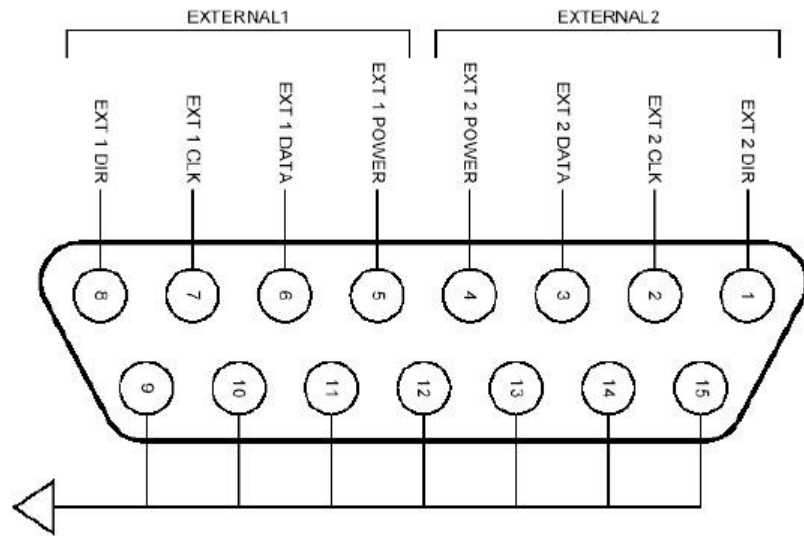 EXTERNAL1
EXTERNAL2
EXT 1 DIR
EXT 1 CLK
EXT 1 DATA
EXT 1 POWER
EXT 2 POWER
EXT 2 DATA
EXT 2 CLK
EXT 2 DIR
8
7
6
5
4
3
2
1
9
10
11
12
13
14
15